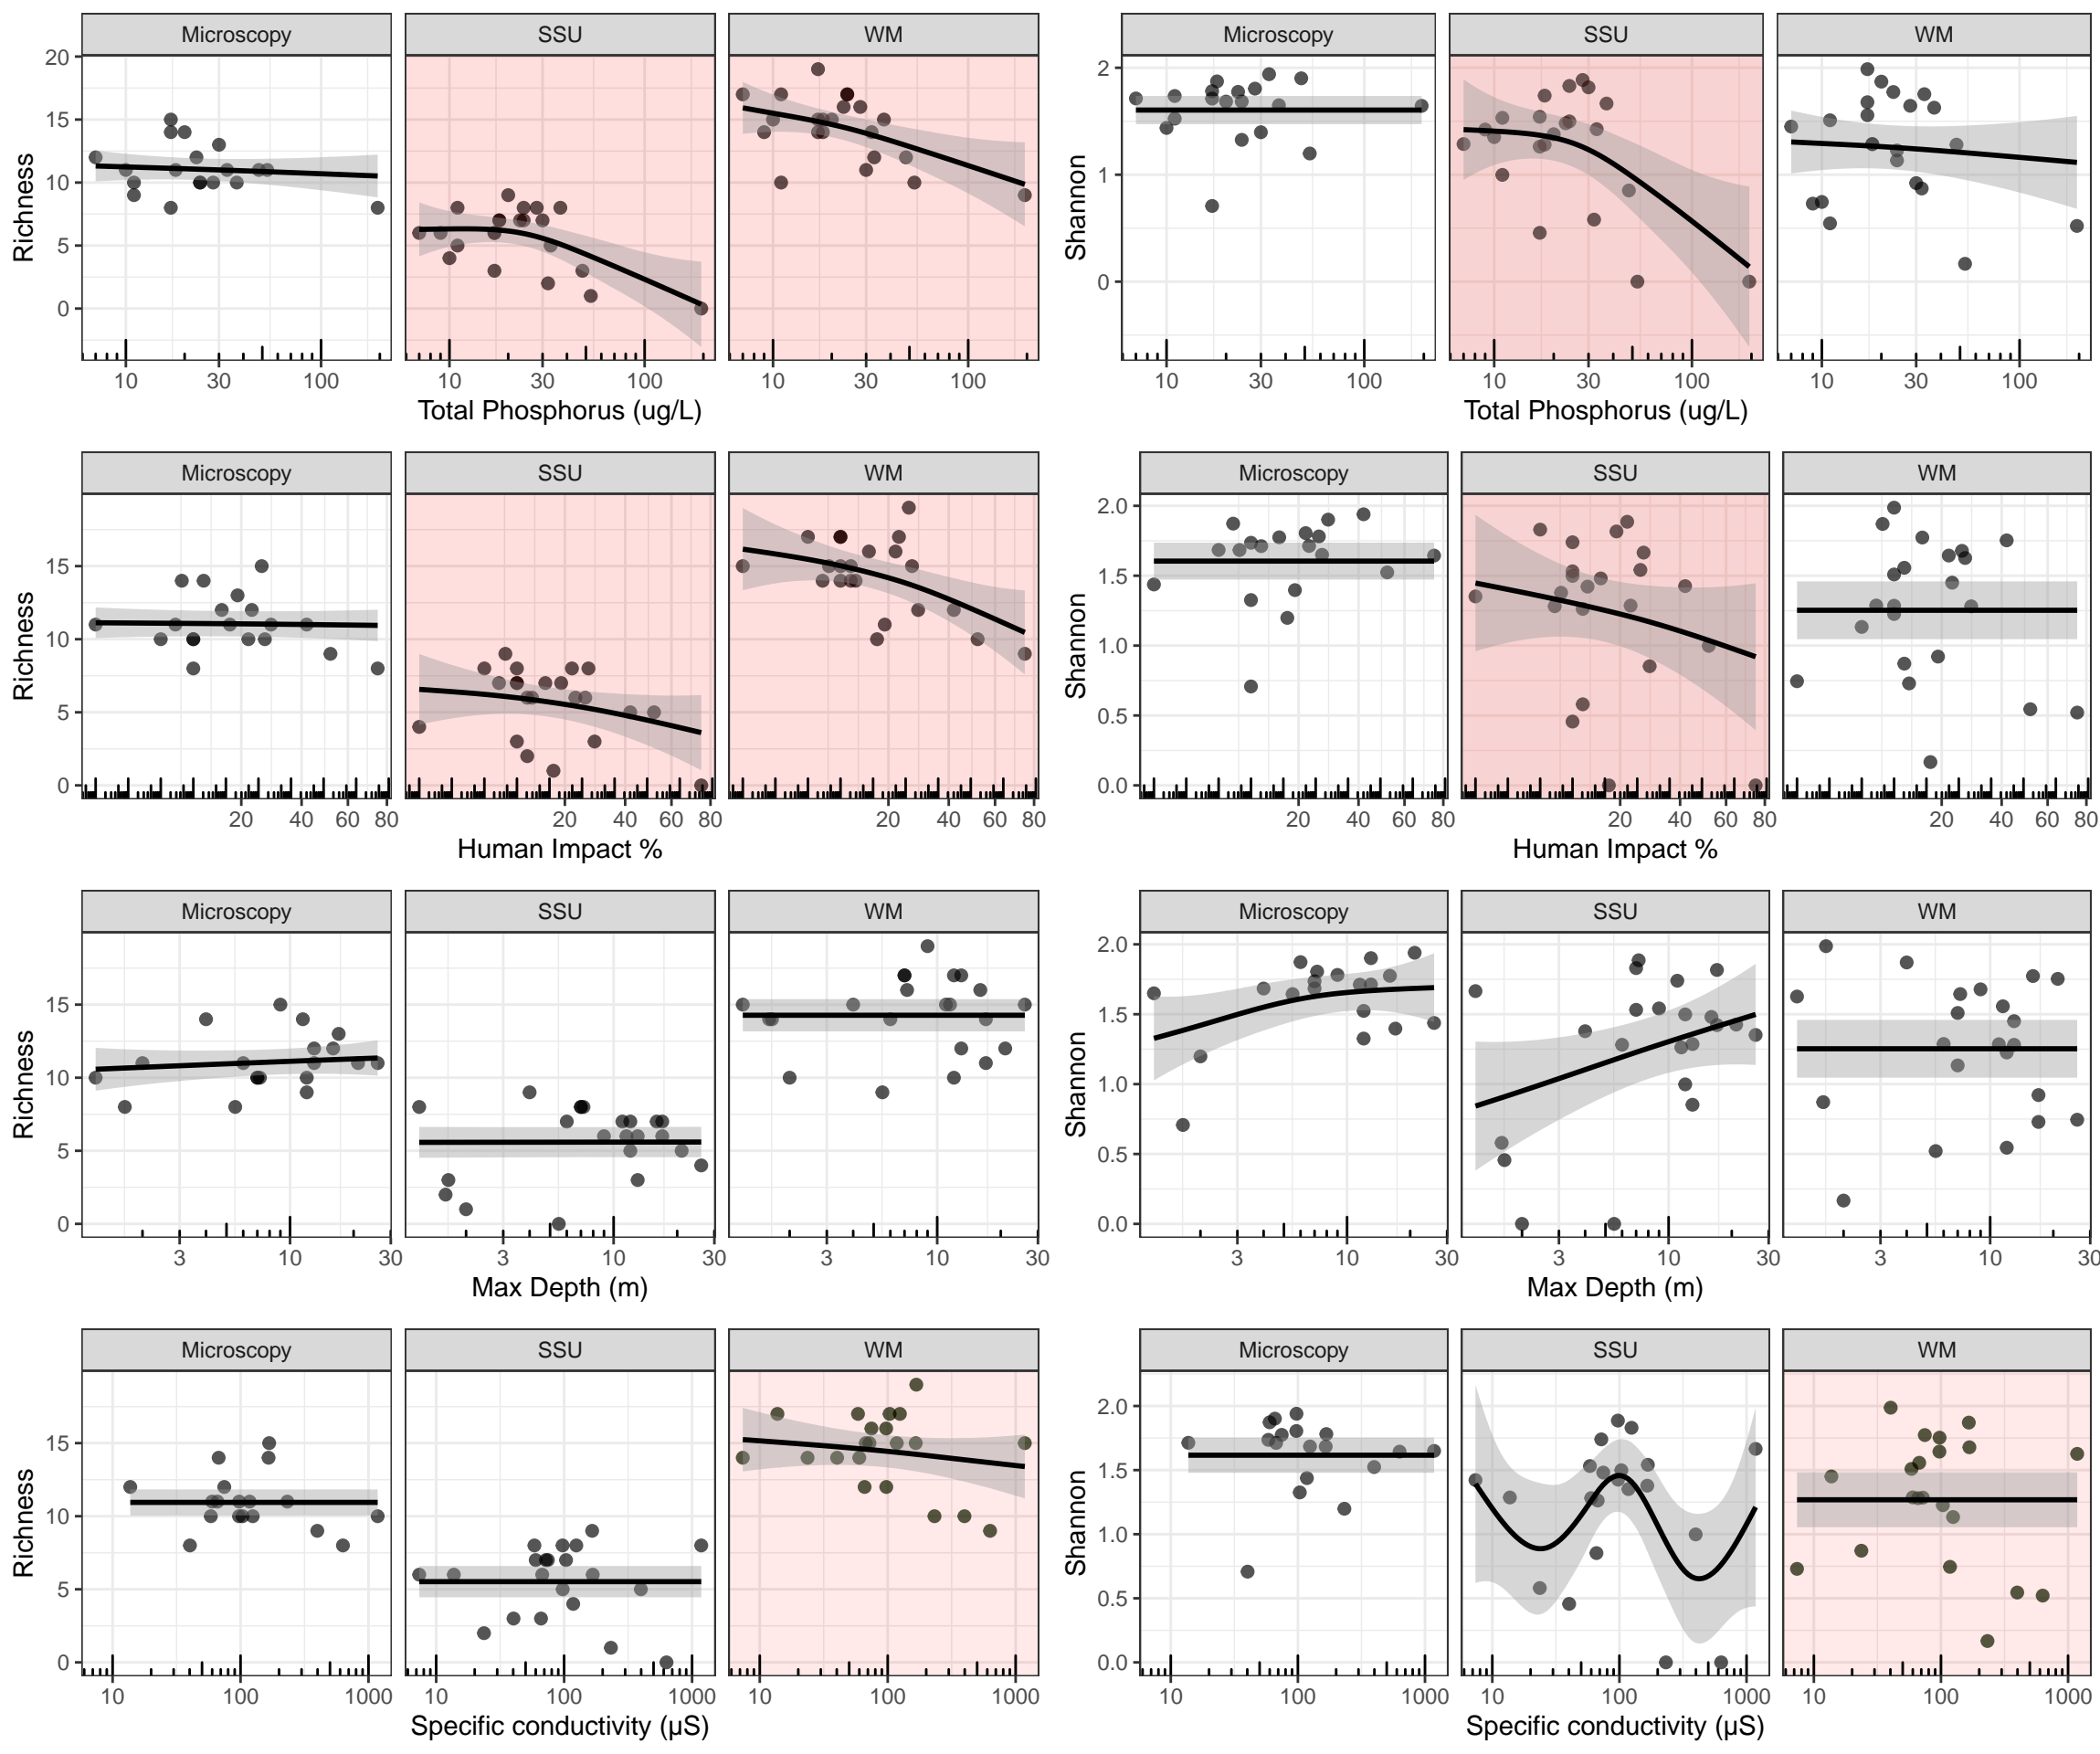 Microscopy SSU WM Microscopy SSU WM
Richness
20
15
10
5
0
Shannon
2
1
0
10 30 100 10 30 100 10 30 100 10 30 100 10 30 100 10 30 100
Total Phosphorus (ug/L) Total Phosphorus (ug/L)
Microscopy SSU WM Microscopy SSU WM
Richness
15
10
5
0
Shannon
2.0
1.5
1.0
0.5
0.0
20 40 60 80 20 40 60 80 20 40 60 80 20 40 60 80 20 40 60 80 20 40 60 80
Human Impact % Human Impact %
Microscopy SSU WM Microscopy SSU WM
Richness
15
10
5
0
Shannon
2.0
1.5
1.0
0.5
0.0
3 10 30 3 10 30 3 10 30 3 10 30 3 10 30 3 10 30
Max Depth (m) Max Depth (m)
Microscopy SSU WM Microscopy SSU WM
Richness
15
10
5
0
Shannon
2.0
1.5
1.0
0.5
0.0
10 100 1000 10 100 1000 10 100 1000 10 100 1000 10 100 1000 10 100 1000
Specific conductivity (µS) Specific conductivity (µS)